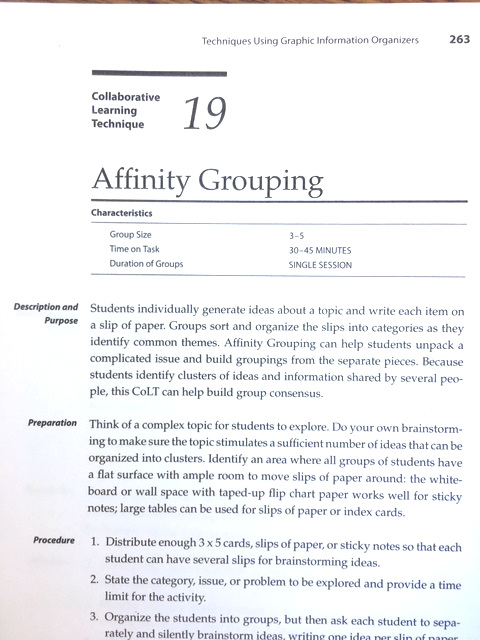 Techniques Using Graphic Information Organizers 263
Collaborative
Learning
Technique
19
Affinity Grouping
Characteristics
Group Size 3–5
Time on Task 30–45 MINUTES
Duration of Groups SINGLE SESSION
Description and
Purpose
Students individually generate ideas about a topic and write each item on
a slip of paper. Groups sort and organize the slips into categories as they
identify common themes. Affinity Grouping can help students unpack a
complicated issue and build groupings from the separate pieces. Because
students identify clusters of ideas and information shared by several peo-
ple, this CoLT can help build group consensus.
Preparation
Think of a complex topic for students to explore. Do your own brainstorm-
ing to make sure the topic stimulates a sufficient number of ideas that can be
organized into clusters. Identify an area where all groups of students have
a flat surface with ample room to move slips of paper around: the white-
board or wall space with taped-up flip chart paper works well for sticky
notes; large tables can be used for slips of paper or index cards.
Procedure
1. Distribute enough 3 x 5 cards, slips of paper, or sticky notes so that each
student can have several slips for brainstorming ideas.
2. State the category, issue, or problem to be explored and provide a time
limit for the activity.
3. Organize the students into groups, but then ask each student to sepa-
rately and silently brainstorm ideas, writing one idea per slip of paper.